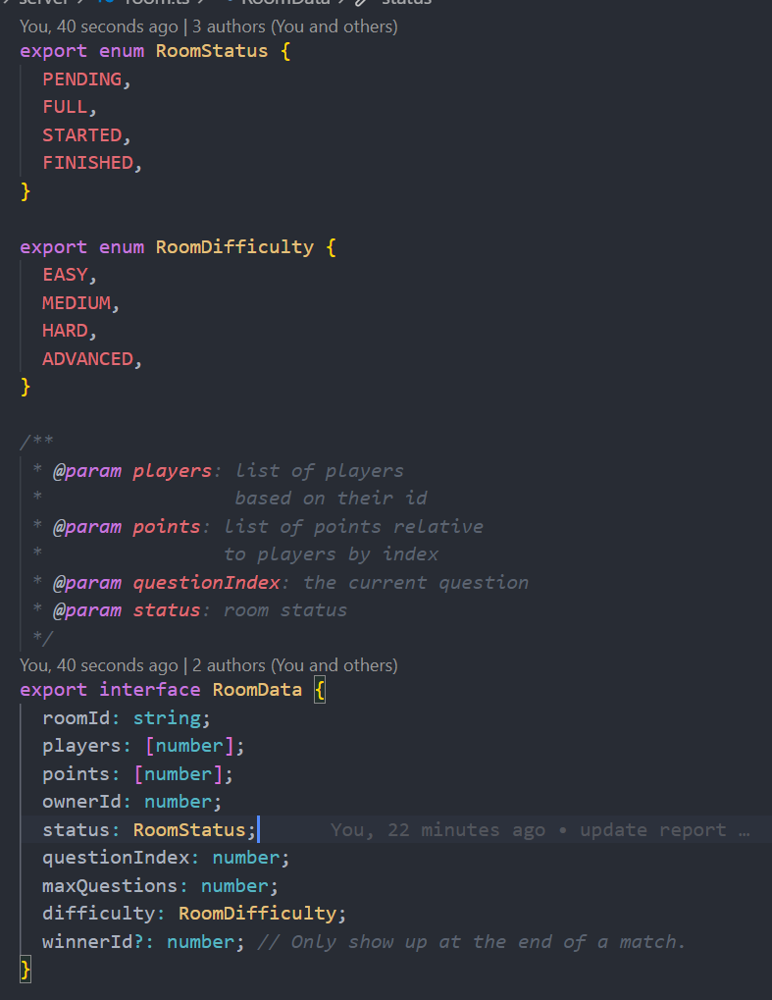 server > room.ts > RoomData > status
You, 40 seconds ago | 3 authors (You and others)
export enum RoomStatus {
  PENDING,
  FULL,
  STARTED,
  FINISHED,
}

export enum RoomDifficulty {
  EASY,
  MEDIUM,
  HARD,
  ADVANCED,
}

/**
 * @param players: list of players
 *                 based on their id
 * @param points: list of points relative
 *                to players by index
 * @param questionIndex: the current question
 * @param status: room status
 */
You, 40 seconds ago | 2 authors (You and others)
export interface RoomData {
  roomId: string;
  players: [number];
  points: [number];
  ownerId: number;
  status: RoomStatus;      You, 22 minutes ago • update report …
  questionIndex: number;
  maxQuestions: number;
  difficulty: RoomDifficulty;
  winnerId?: number; // Only show up at the end of a match.
}